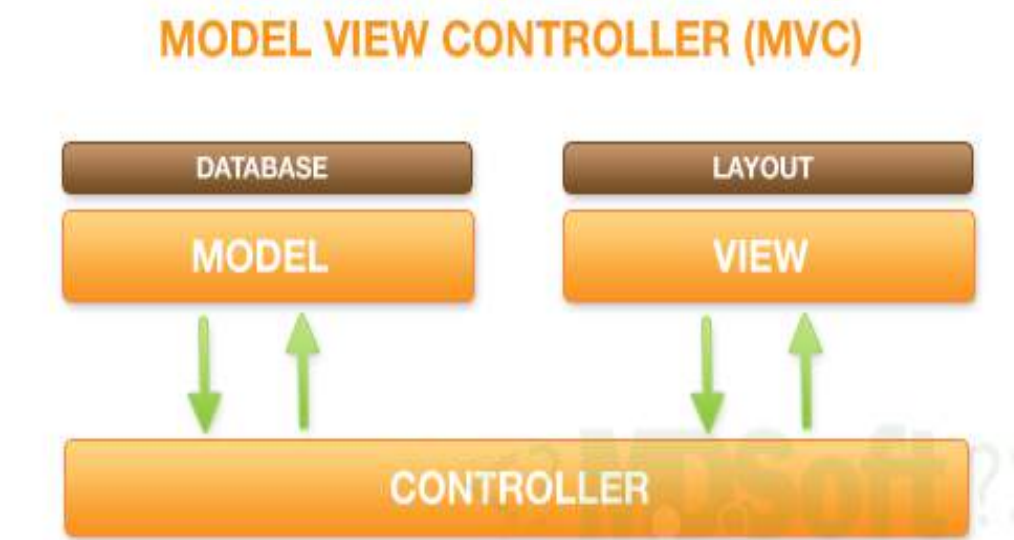 MODEL VIEW CONTROLLER (MVC)
DATABASE
LAYOUT
MODEL
VIEW
CONTROLLER